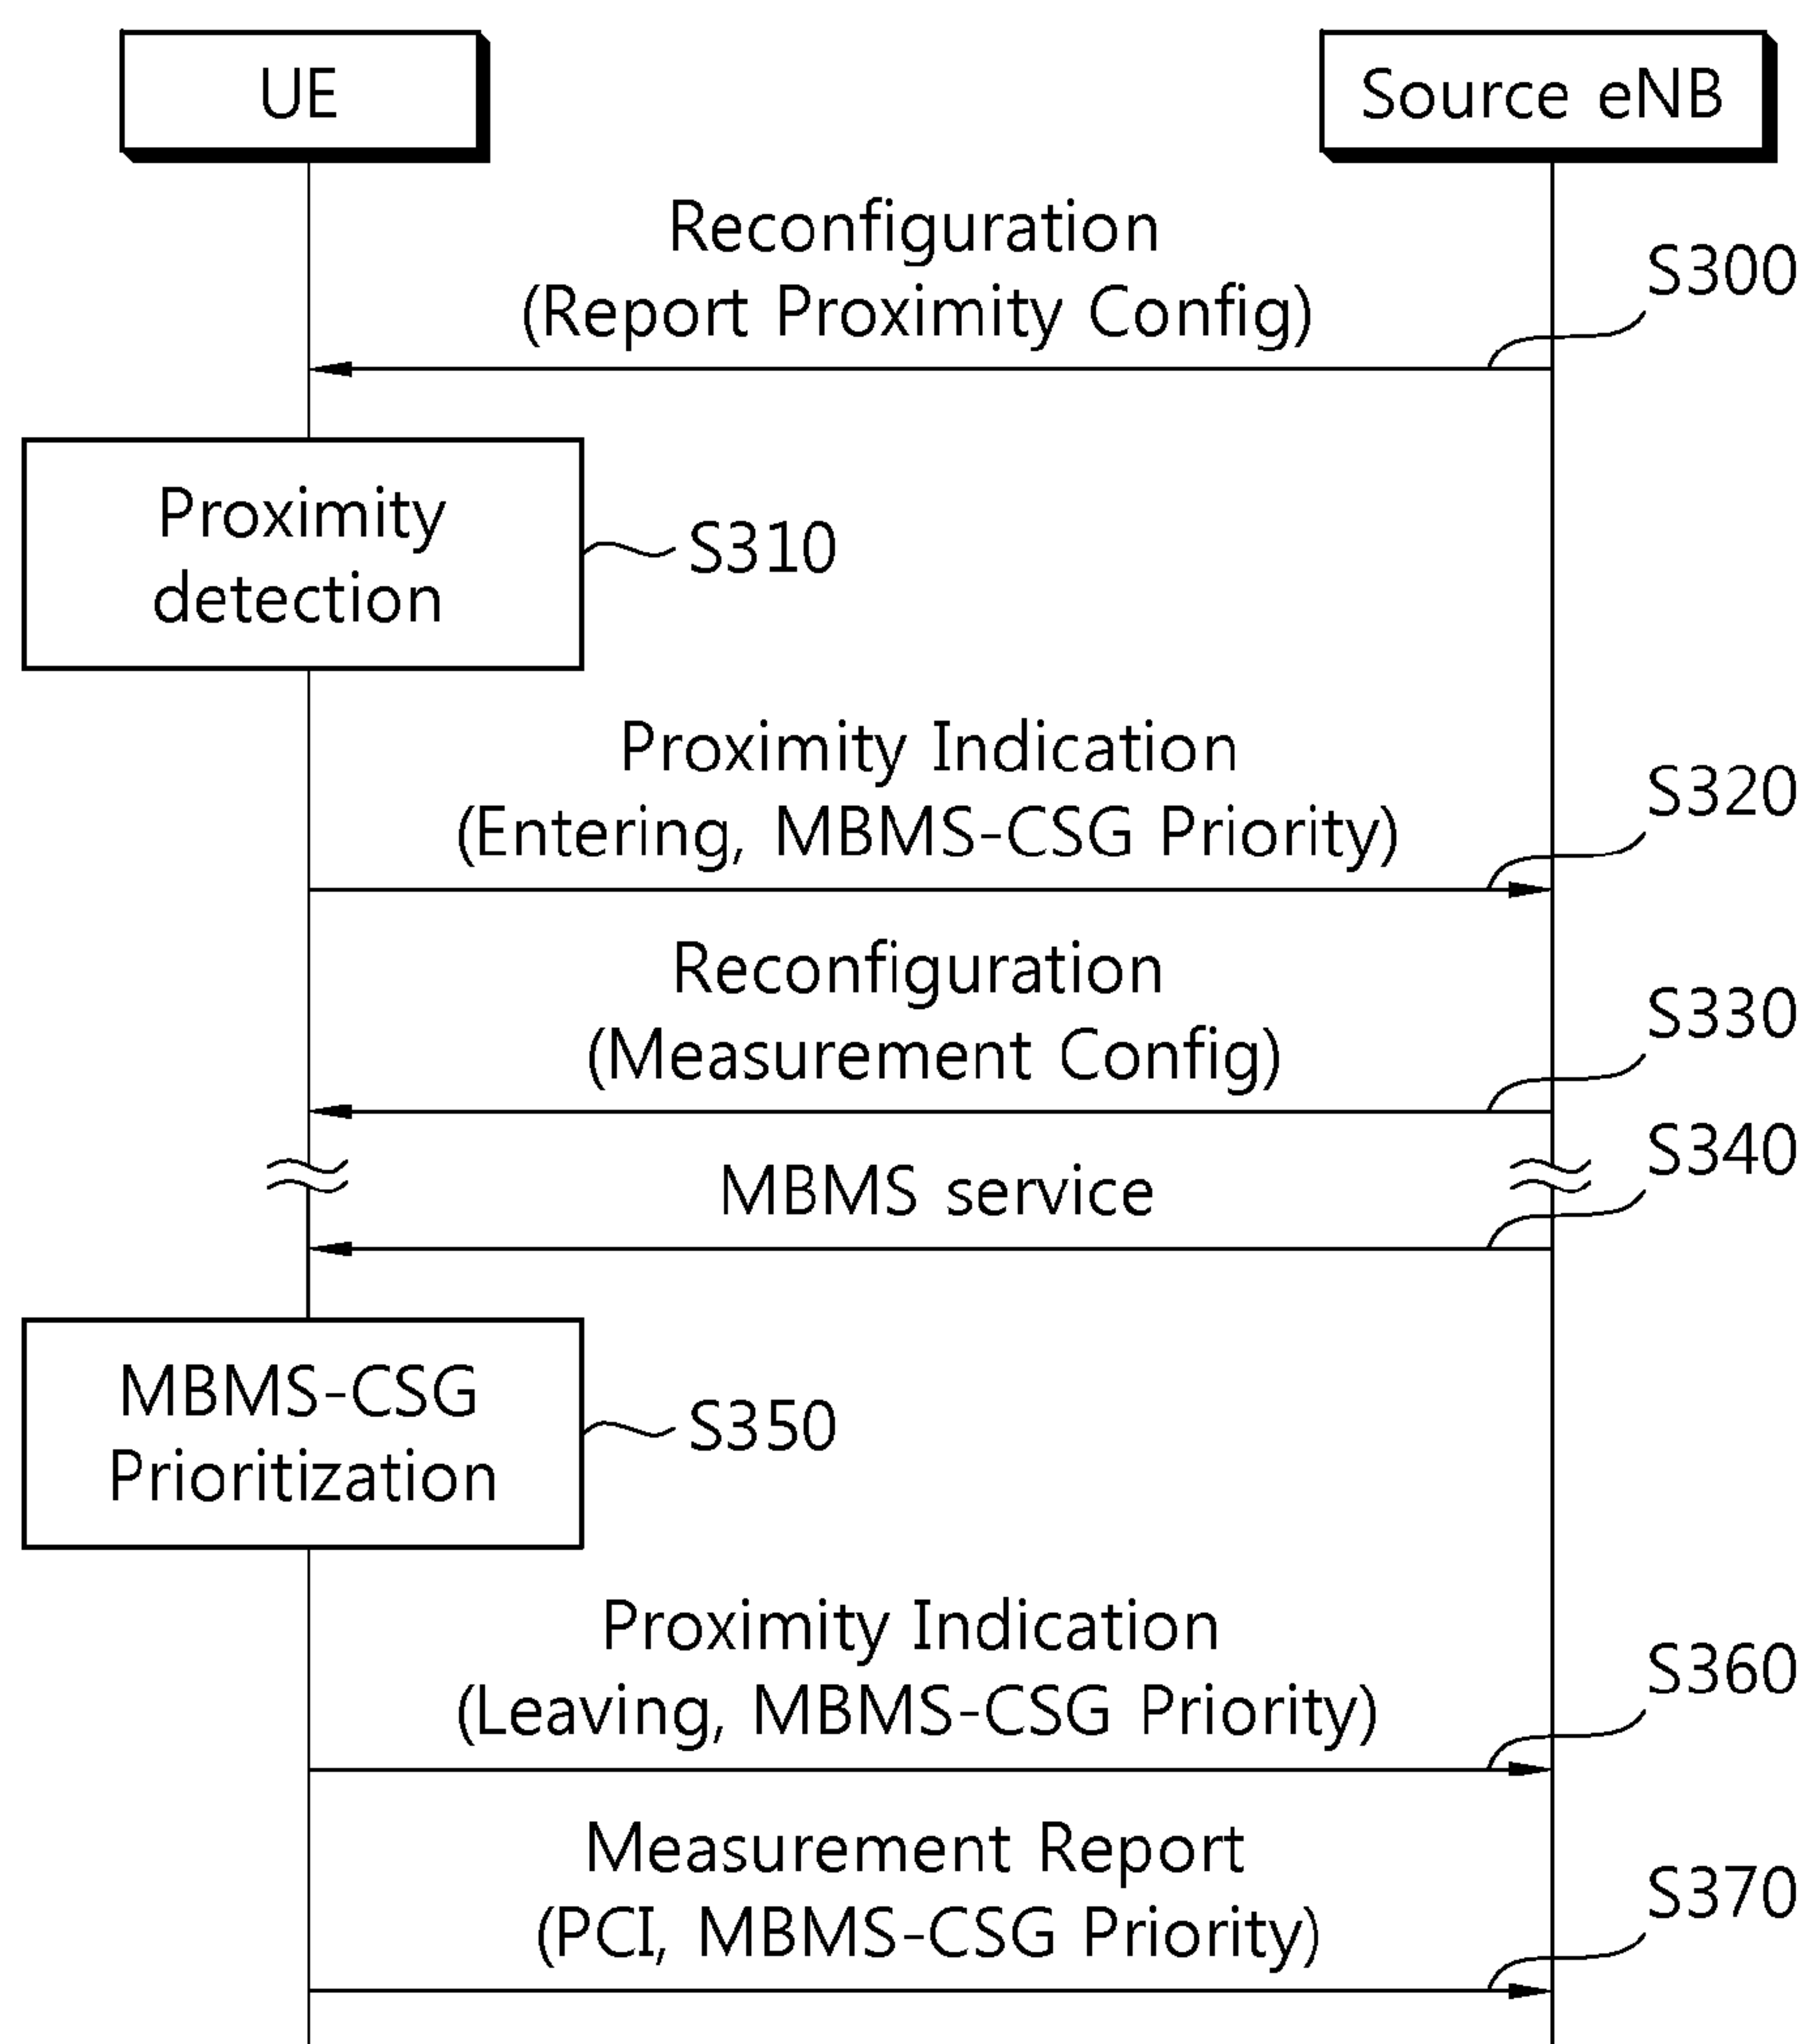 UE
Source eNB
Reconfiguration
(Report Proximity Config)
S300
Proximity
detection
S310
Proximity Indication
(Entering, MBMS-CSG Priority)
S320
Reconfiguration
(Measurement Config)
S330
MBMS service
S340
MBMS-CSG
Prioritization
S350
Proximity Indication
(Leaving, MBMS-CSG Priority)
S360
Measurement Report
(PCI, MBMS-CSG Priority)
S370